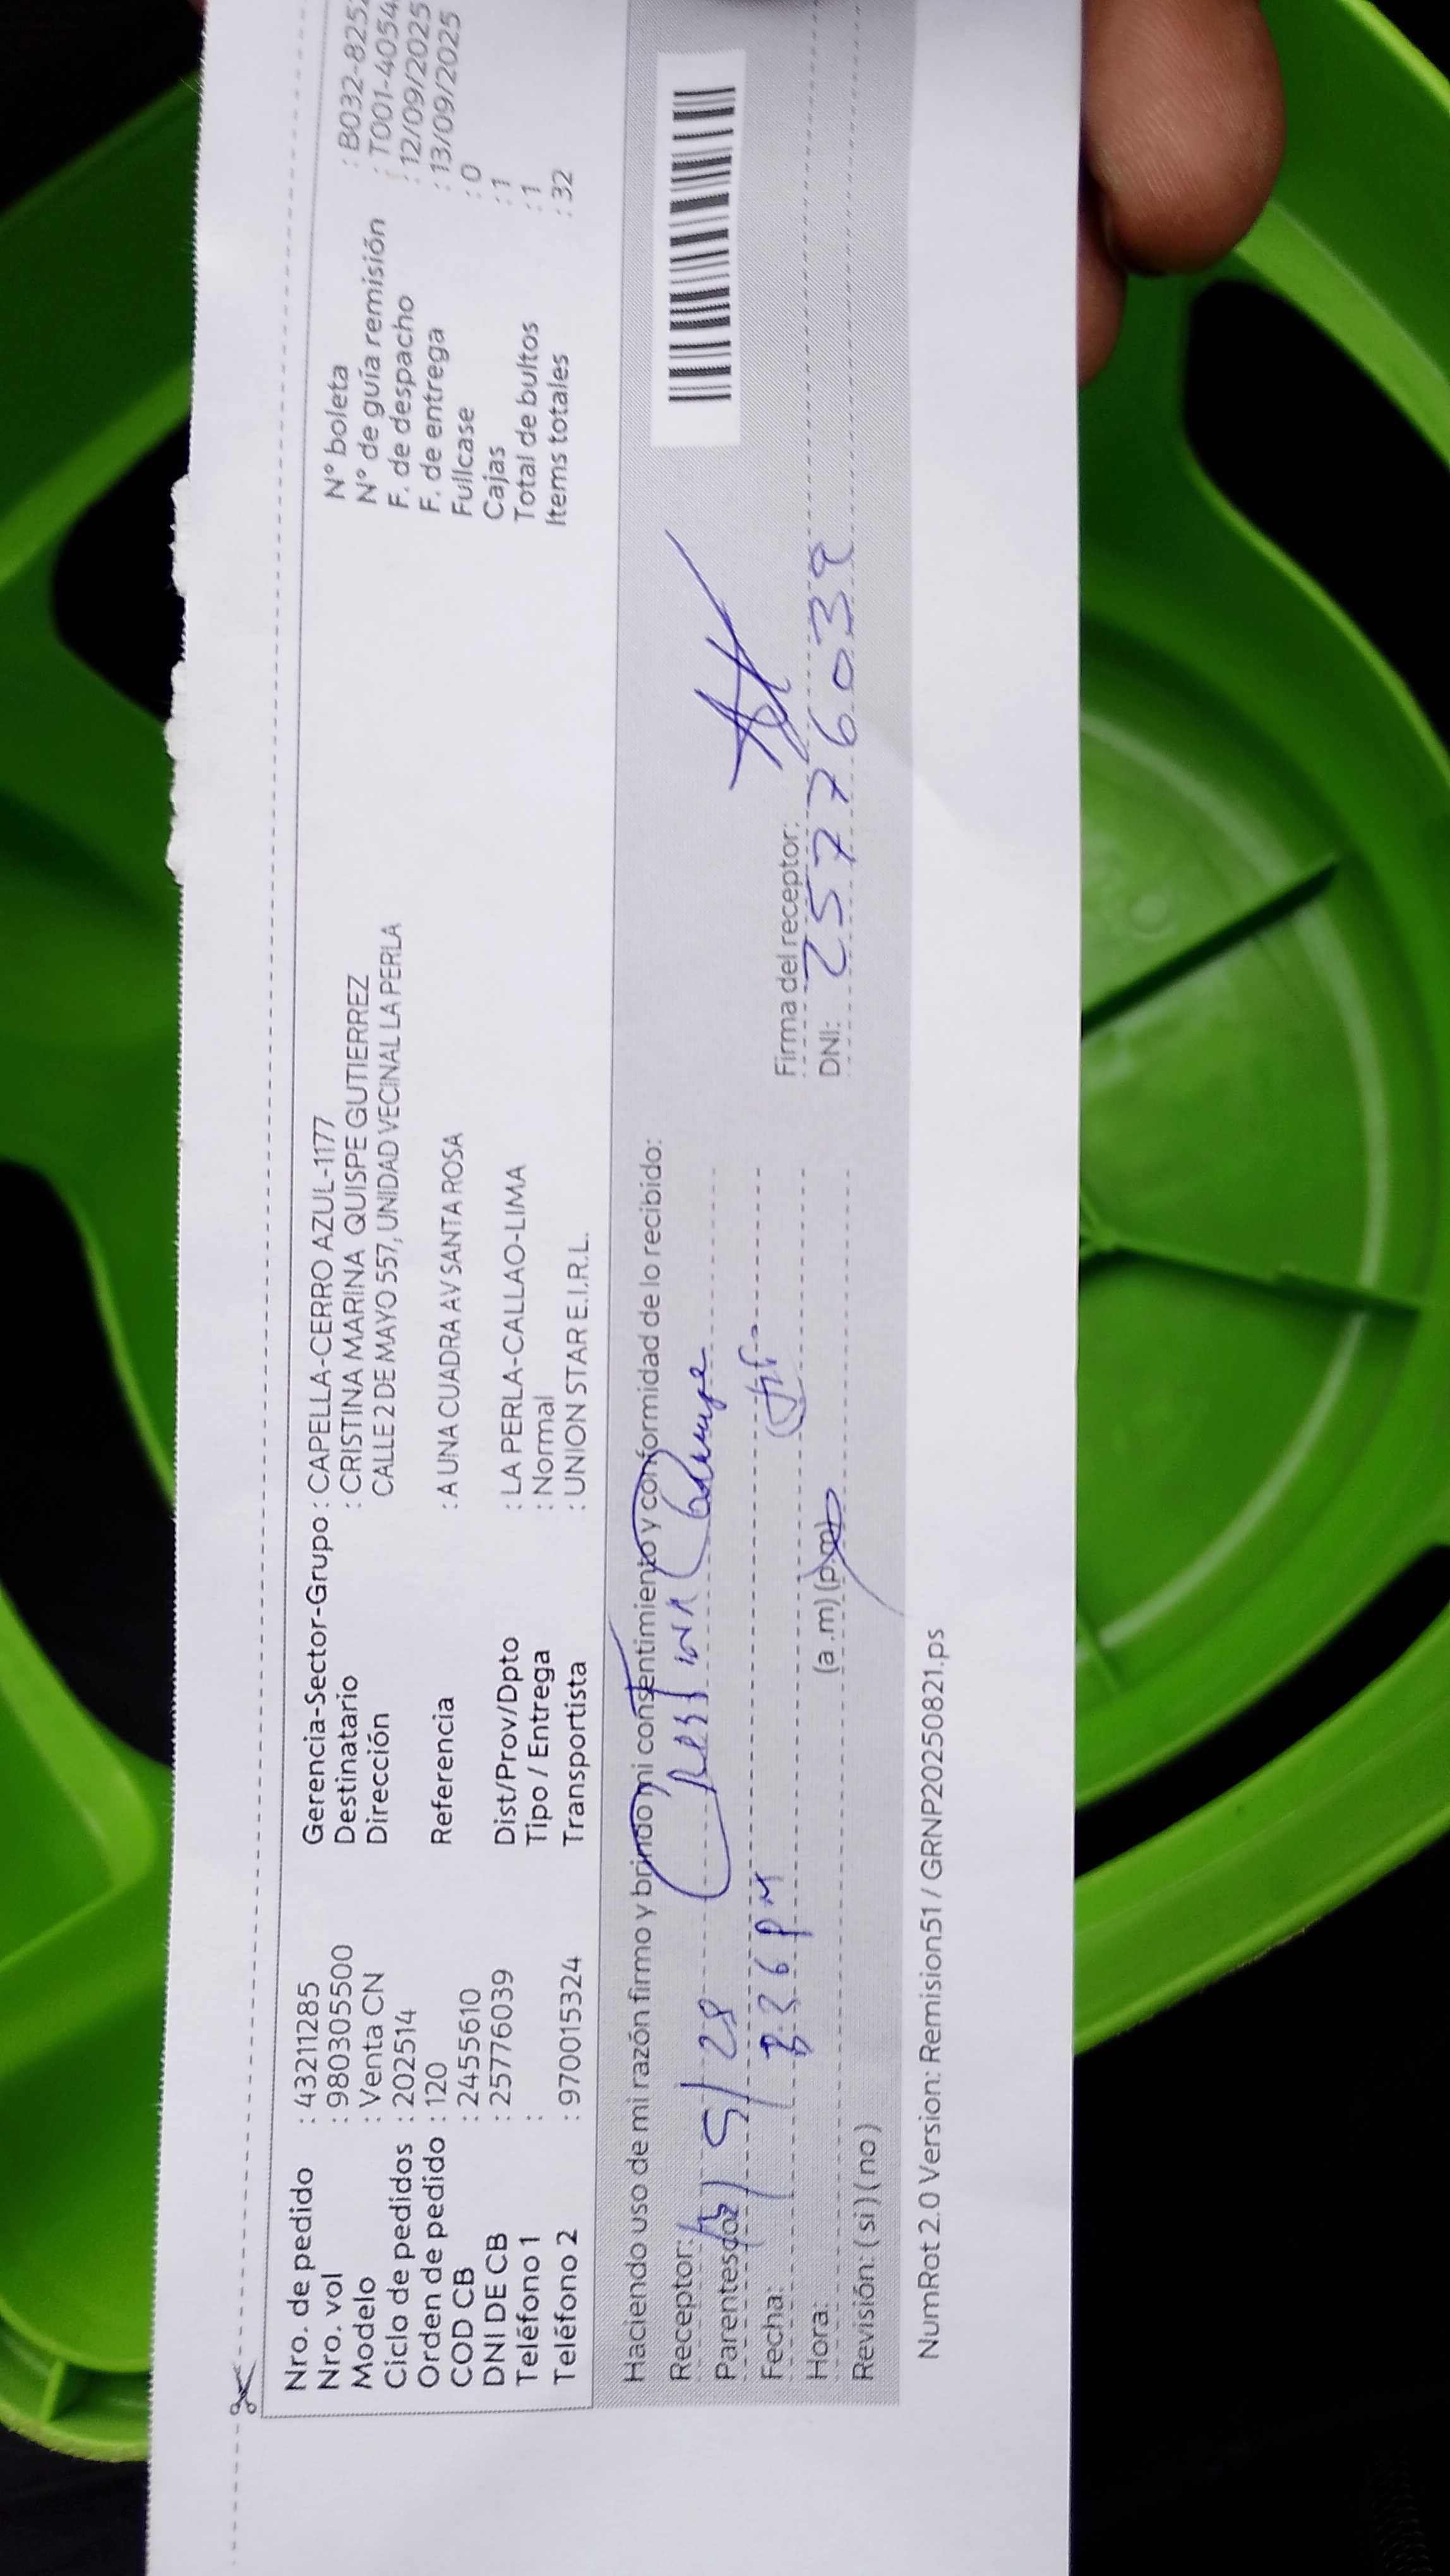 Nro. de pedido : 43211285
Nro. vol : 980305500
Modelo : Venta CN
Ciclo de pedidos : 202514
Orden de pedido : 120
COD CB : 2455610
DNI DE CB : 25776039
Teléfono 1 :
Teléfono 2 : 970015324
Gerencia-Sector-Grupo : CAPELLA-CERRO AZUL-1177
Destinatario : CRISTINA MARINA QUISPE GUTIERREZ
Dirección CALLE 2 DE MAYO 557, UNIDAD VECINAL LA PERLA
Referencia : A UNA CUADRA AV SANTA ROSA
Dist/Prov/Dpto : LA PERLA-CALLAO-LIMA
Tipo / Entrega : Normal
Transportista : UNION STAR E.I.R.L.
N° boleta : B032-825
N° de guía remisión : T001-4054
F. de despacho : 12/09/2025
F. de entrega : 13/09/2025
Fullcase : 0
Cajas : 1
Total de bultos : 1
Items totales : 32
Haciendo uso de mi razón firmo y brindo mi consentimiento y conformidad de lo recibido:
Receptor:
Parentesco:
Fecha:
Hora: (a.m) (p.m)
Revisión: (si) (no)
Firma del receptor:
DNI: 25776039
NumRot 2.0 Version: Remision51 / GRNP20250821.ps